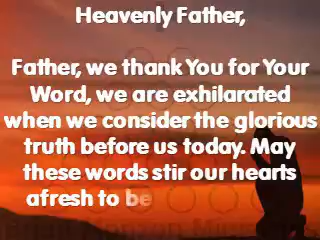 Heavenly Father,
Father, we thank You for Your
Word, we are exhilarated
when we consider the glorious
truth before us today. May
these words stir our hearts
afresh to be